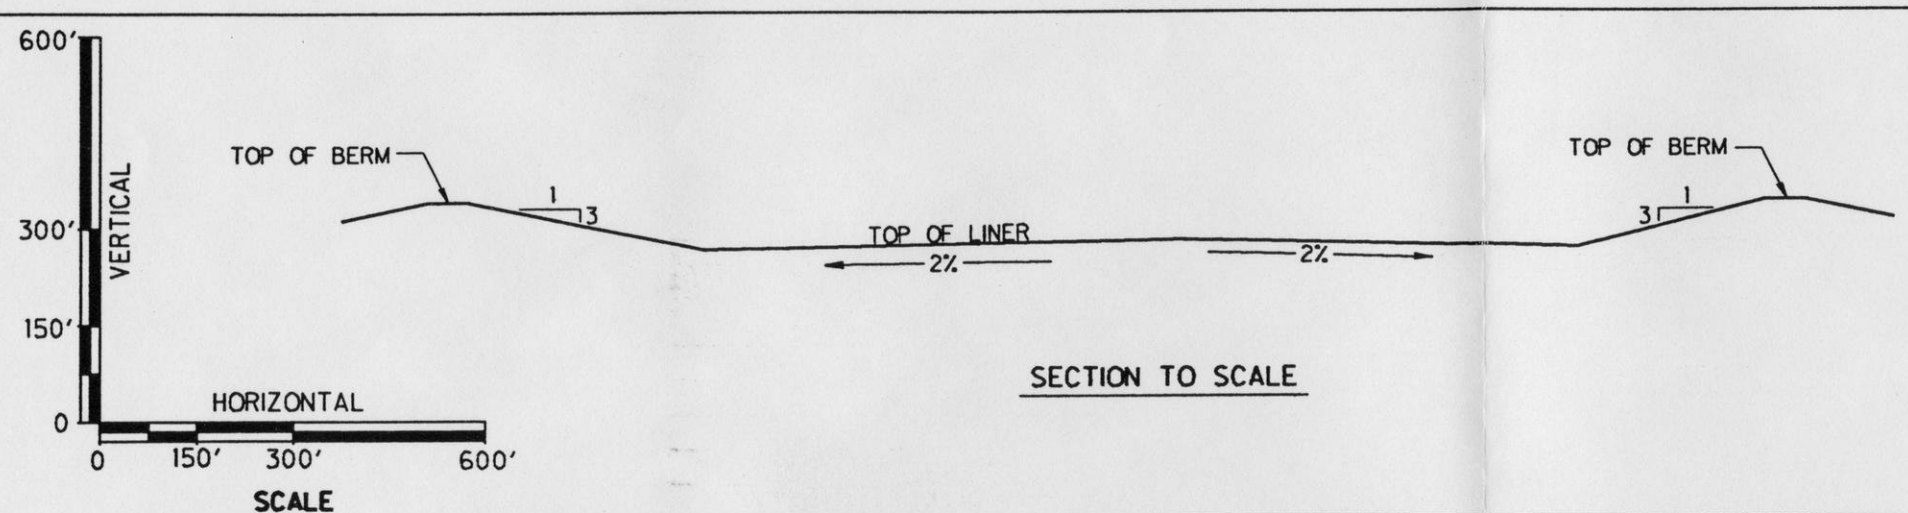 600'
TOP OF BERM
1
3
TOP OF BERM
1
3
VERTICAL
300'
TOP OF LINER
2%
2%
150'
SECTION TO SCALE
HORIZONTAL
0
0
150'
300'
600'
SCALE